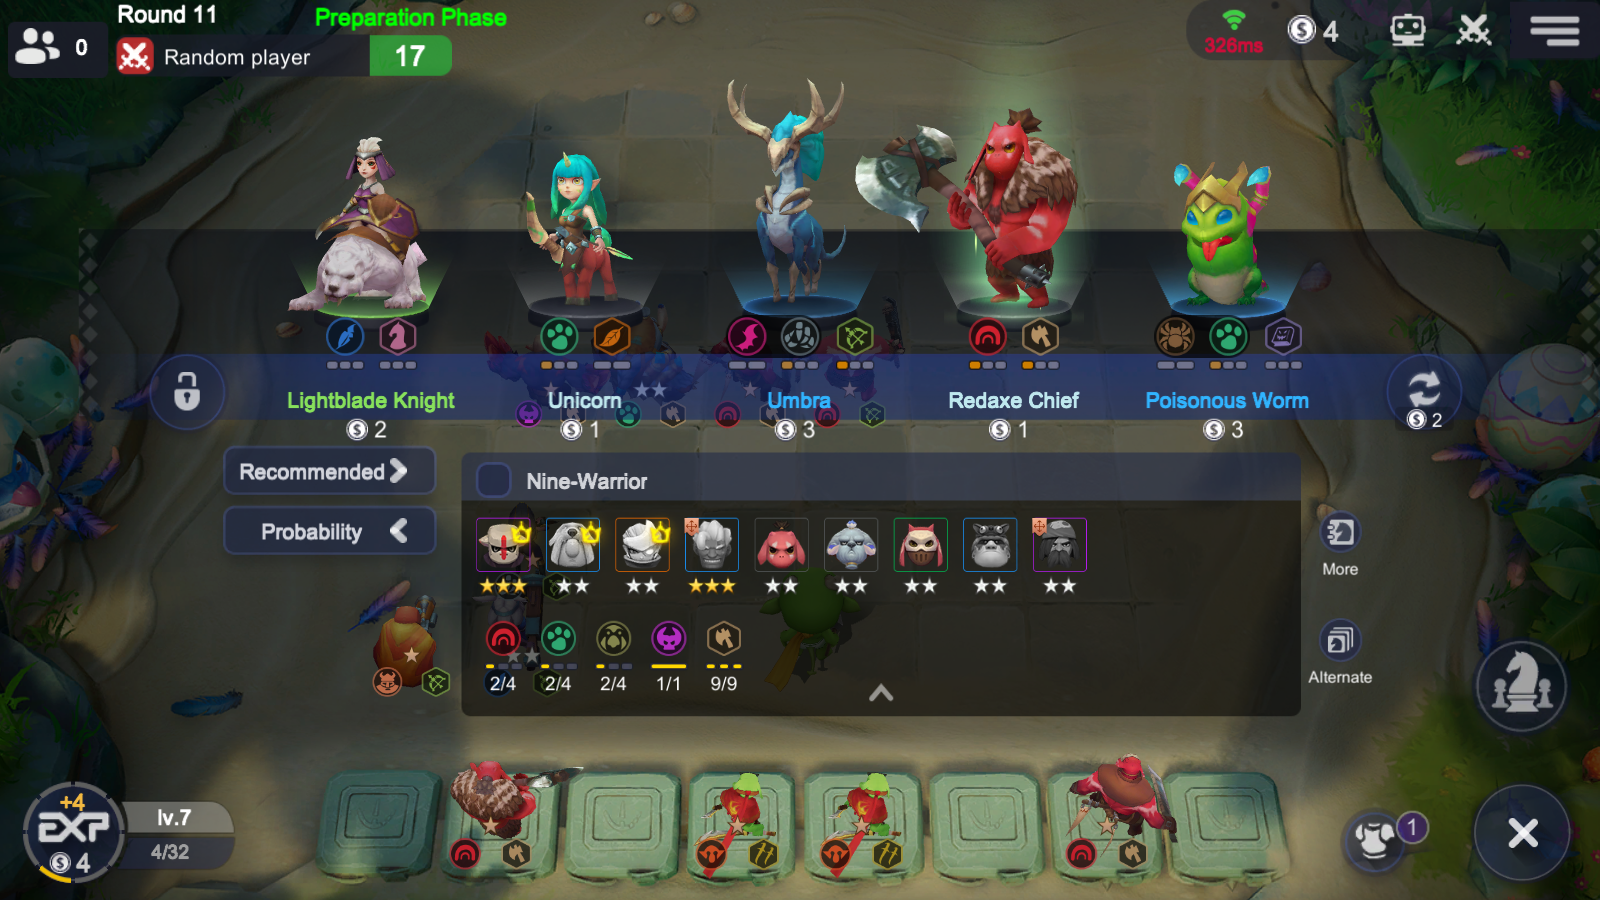 Round 11
Preparation Phase
0
Random player
17
326ms
4
Lightblade Knight
Unicorn
Umbra
Redaxe Chief
Poisonous Worm
2
1
3
1
3
2
Recommended
Probability
Nine-Warrior
2/4
2/4
2/4
1/1
9/9
More
Alternate
+4
EXP
4
lv.7
4/32
1